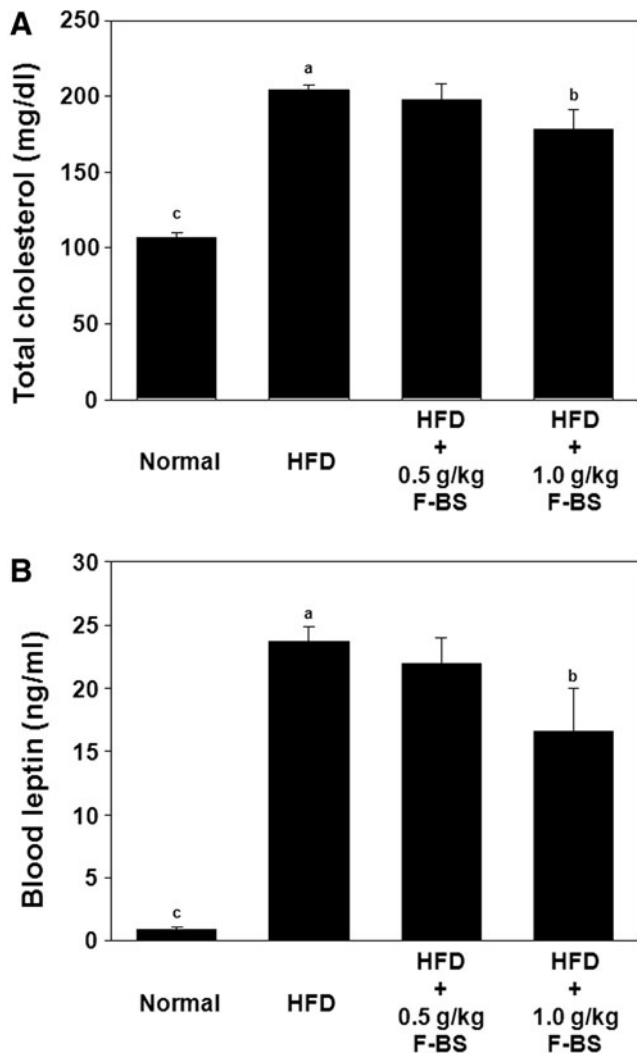 A
Total cholesterol (mg/dl)
250
200
150
100
50
0
c
a
b
Normal
HFD
HFD
+
0.5 g/kg
F-BS
HFD
+
1.0 g/kg
F-BS
B
Blood leptin (ng/ml)
30
25
20
15
10
5
0
c
a
b
Normal
HFD
HFD
+
0.5 g/kg
F-BS
HFD
+
1.0 g/kg
F-BS